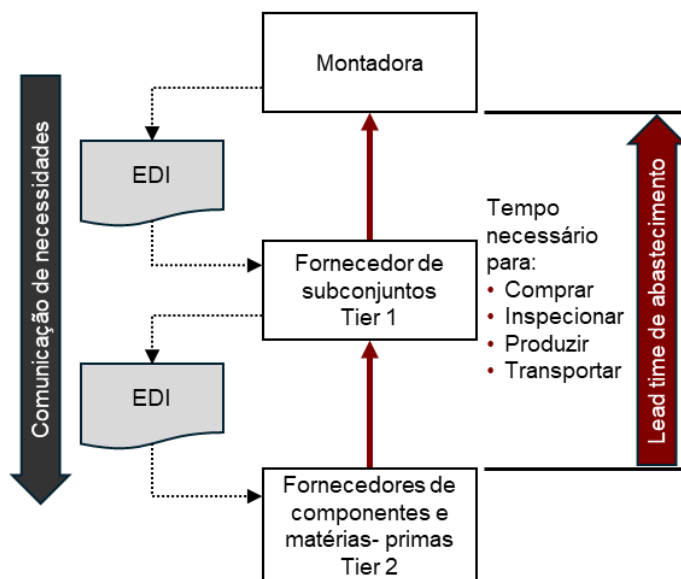 Montadora
Comunicação de necessidades
EDI
Lead time de abastecimento
Tempo
necessário
para:
• Comprar
• Inspecionar
• Produzir
• Transportar
Fornecedor de
subconjuntos
Tier 1
EDI
Fornecedores de
componentes e
matérias- primas
Tier 2